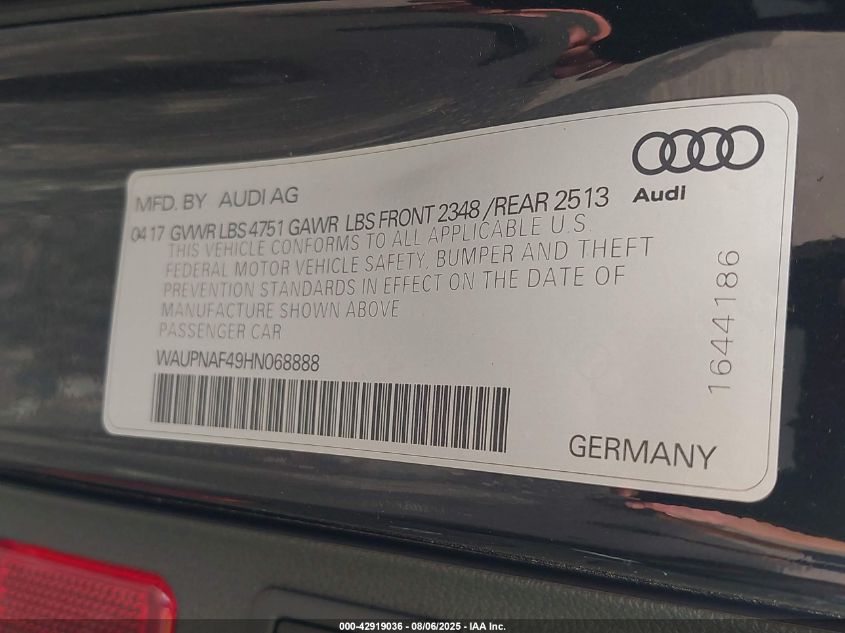 MFD. BY AUDI AG
Audi
04 17 GVWR LBS 4751 GAWR LBS FRONT 2348 / REAR 2513
THIS VEHICLE CONFORMS TO ALL APPLICABLE U.S.
FEDERAL MOTOR VEHICLE SAFETY, BUMPER AND THEFT
PREVENTION STANDARDS IN EFFECT ON THE DATE OF
MANUFACTURE SHOWN ABOVE
PASSENGER CAR
WAUPNAF49HN068888
1644186
GERMANY
000-42919036 - 08/06/2025 - IAA Inc.